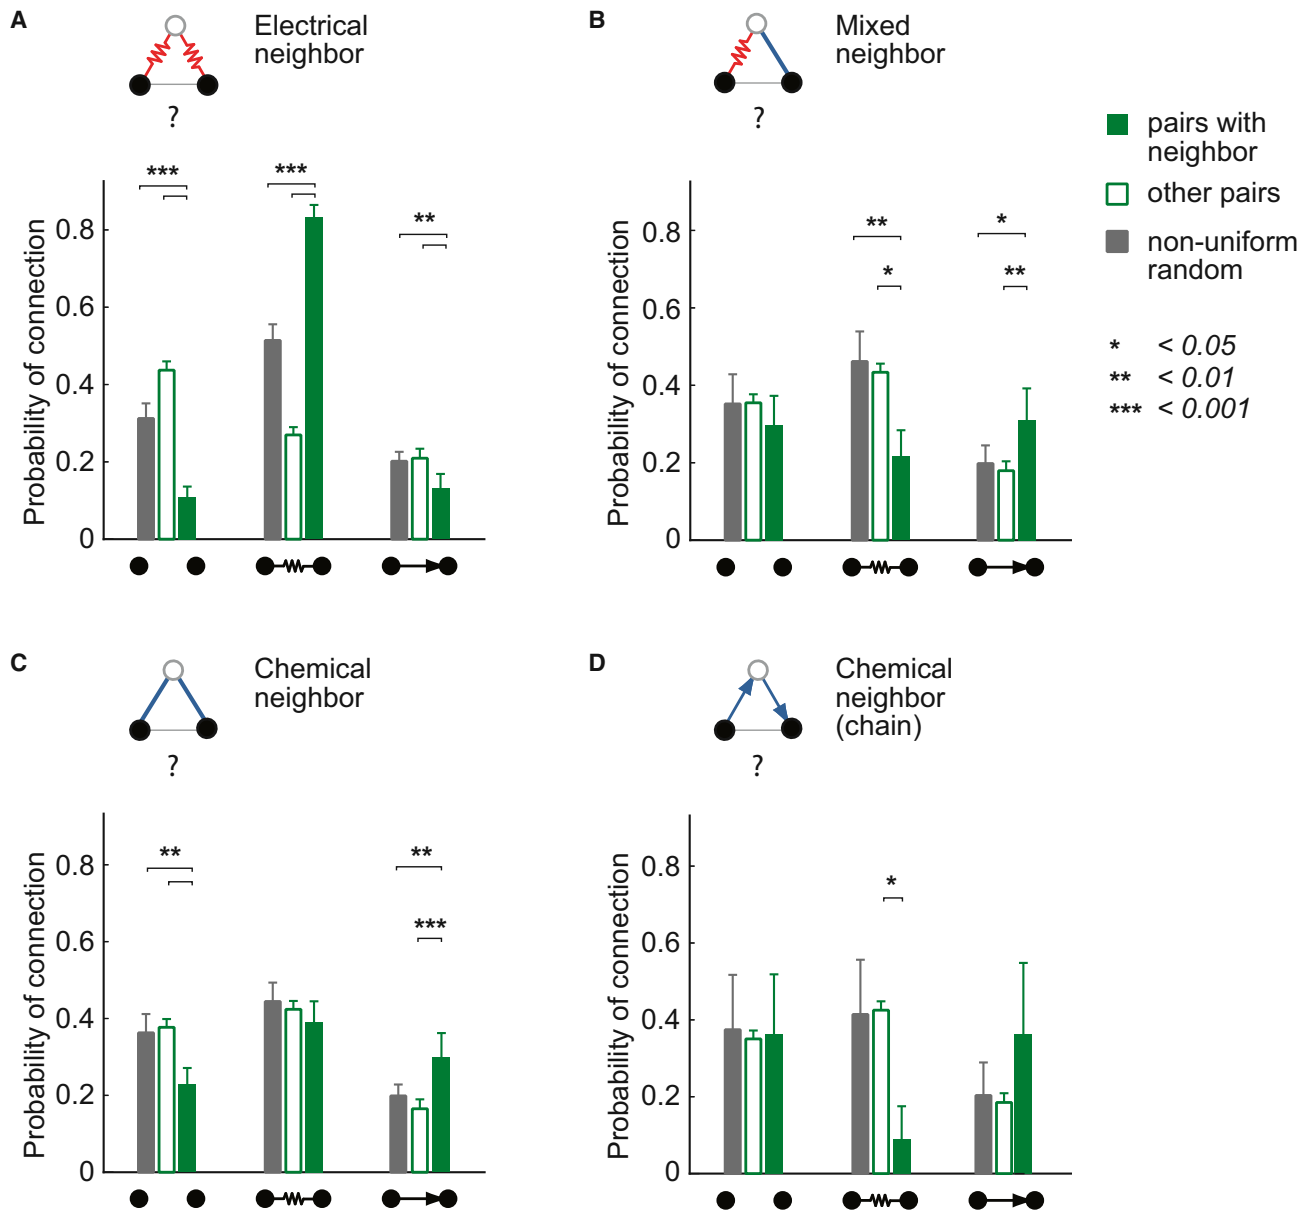 A
Electrical
neighbor
?
Probability of connection
0.8
0.6
0.4
0.2
0
***
***
**
B
Mixed
neighbor
?
Probability of connection
0.8
0.6
0.4
0.2
0
**
*
*
**
pairs with
neighbor
other pairs
non-uniform
random
* < 0.05
** < 0.01
*** < 0.001
C
Chemical
neighbor
?
Probability of connection
0.8
0.6
0.4
0.2
0
**
**
***
D
Chemical
neighbor
(chain)
?
Probability of connection
0.8
0.6
0.4
0.2
0
*